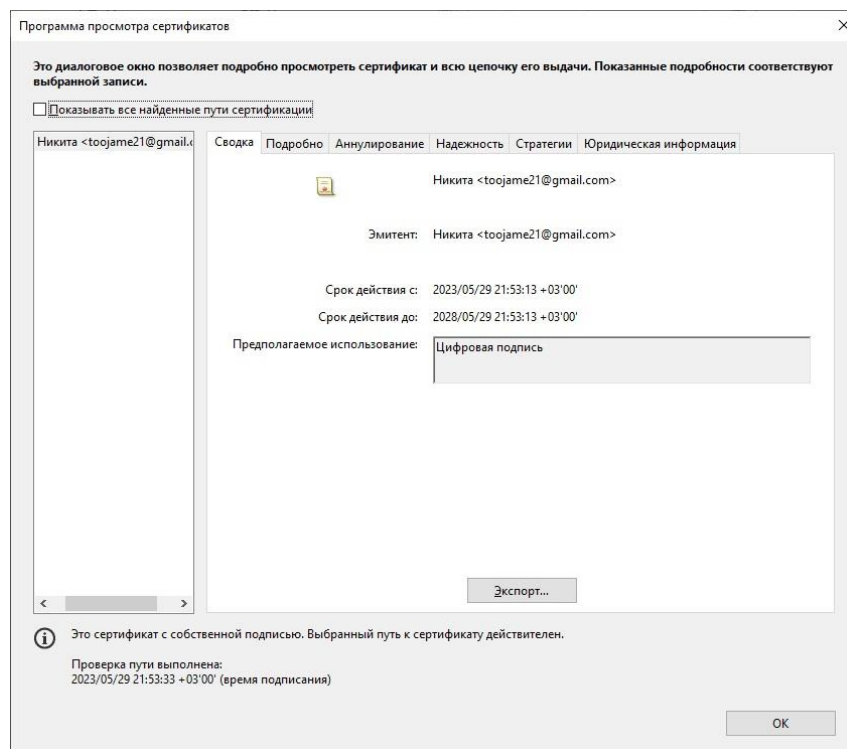 Программа просмотра сертификатов
Это диалоговое окно позволяет подробно просмотреть сертификат и всю цепочку его выдачи. Показанные подробности соответствуют
выбранной записи.
Показывать все найденные пути сертификации
Никита <toojame21@gmail.c
Сводка Подробно Аннулирование Надежность Стратегии Юридическая информация
Никита <toojame21@gmail.com>
Эмитент: Никита <toojame21@gmail.com>
Срок действия с: 2023/05/29 21:53:13 +03'00'
Срок действия до: 2028/05/29 21:53:13 +03'00'
Предполагаемое использование: Цифровая подпись
Экспорт...
Это сертификат с собственной подписью. Выбранный путь к сертификату действителен.
Проверка пути выполнена:
2023/05/29 21:53:33 +03'00' (время подписания)
OK